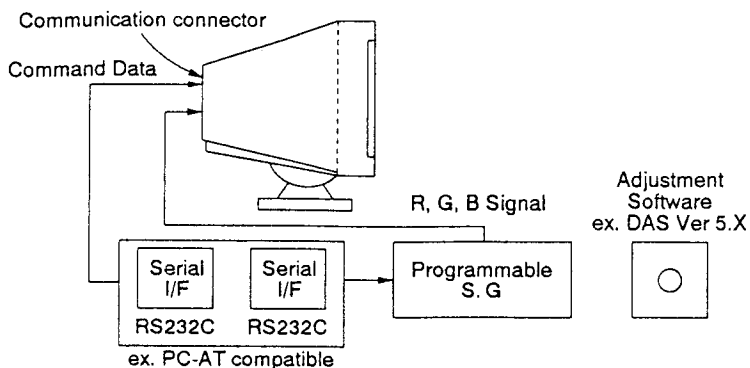 Communication connector
Command Data
R, G, B Signal
Adjustment
Software
ex. DAS Ver 5.X
Serial
I/F
Serial
I/F
Programmable
S. G
RS232C
RS232C
ex. PC-AT compatible